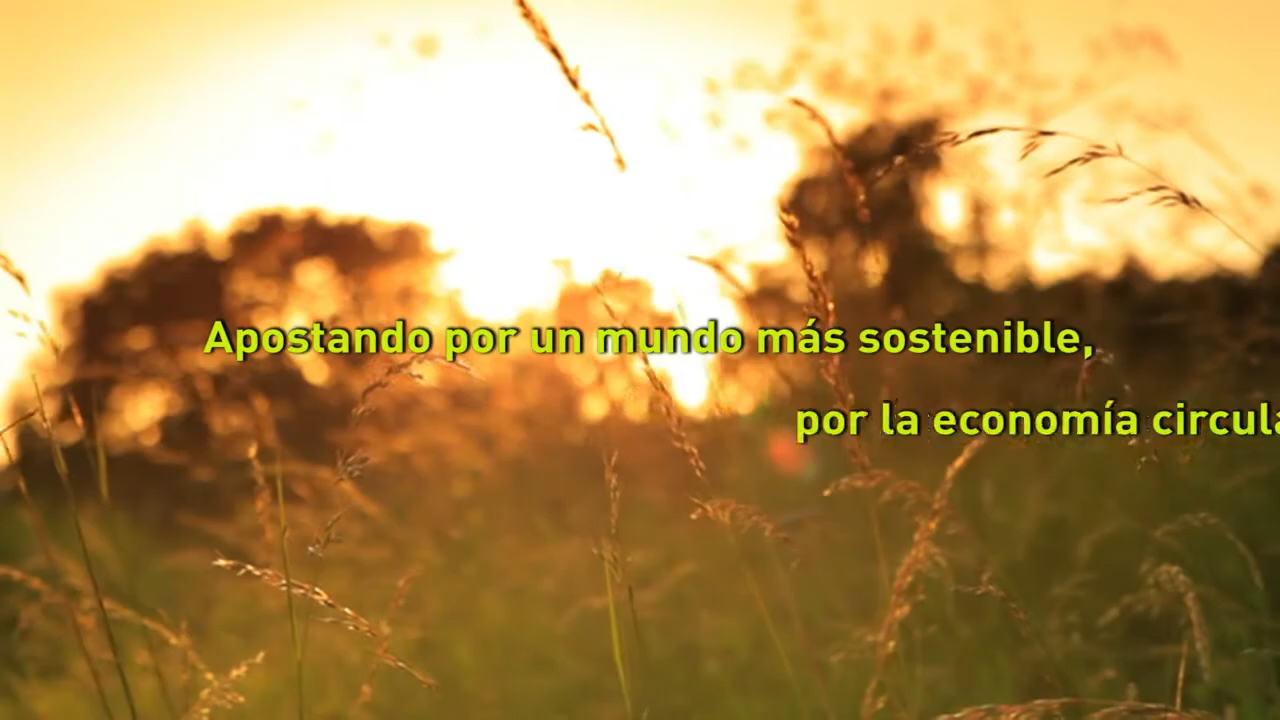 Apostando por un mundo más sostenible,
por la economía circula